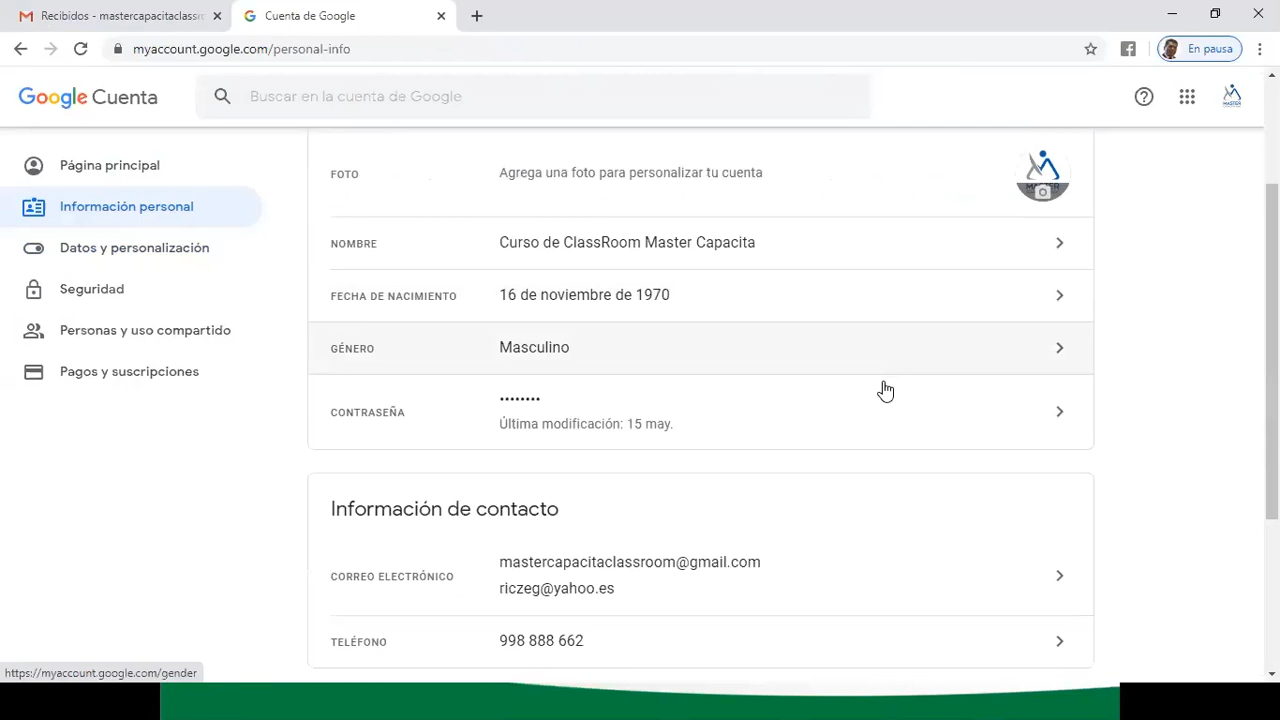 Recibidos - mastercapacitaclassro
Cuenta de Google
myaccount.google.com/personal-info
En pausa
Google Cuenta
Buscar en la cuenta de Google
MASTER
Página principal
Información personal
Datos y personalización
Seguridad
Personas y uso compartido
Pagos y suscripciones
FOTO
Agrega una foto para personalizar tu cuenta
MASTER
NOMBRE
Curso de ClassRoom Master Capacita
FECHA DE NACIMIENTO
16 de noviembre de 1970
GÉNERO
Masculino
CONTRASEÑA
••••••••
Última modificación: 15 may.
Información de contacto
CORREO ELECTRÓNICO
mastercapacitaclassroom@gmail.com
riczeg@yahoo.es
TELÉFONO
998 888 662
https://myaccount.google.com/gender